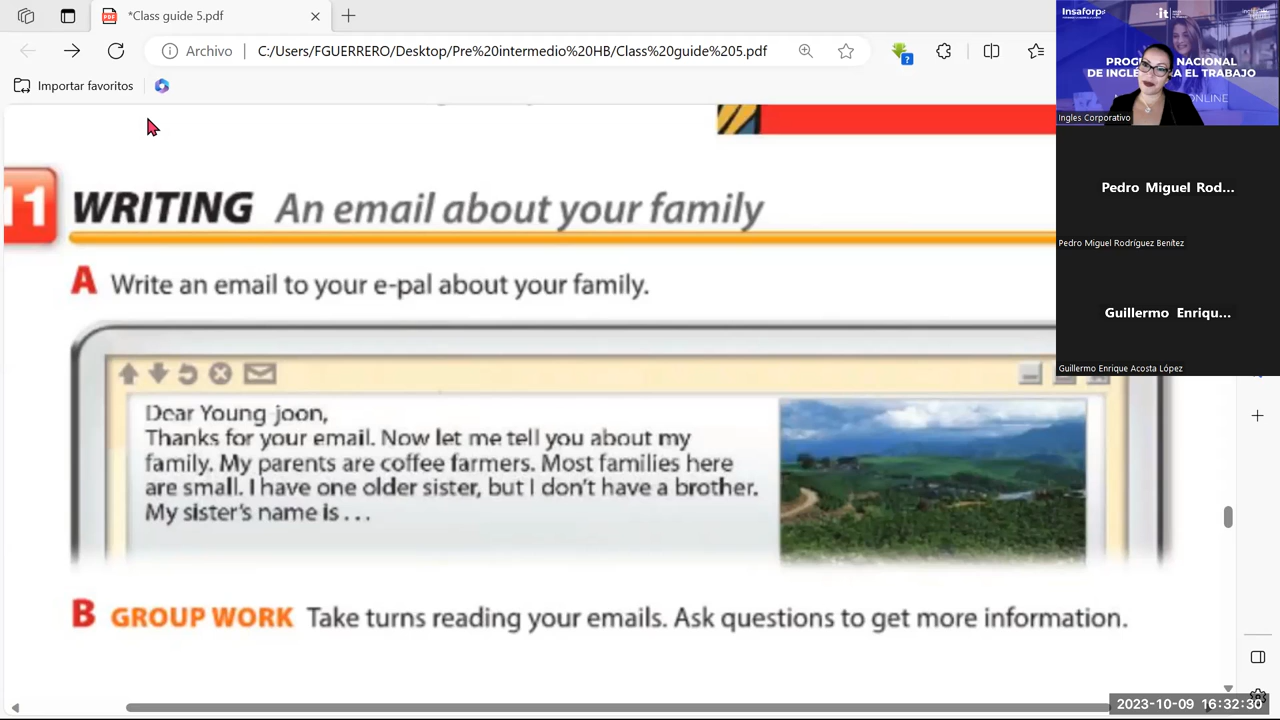 *Class guide 5.pdf
Archivo
C:/Users/FGUERRERO/Desktop/Pre%20intermedio%20HB/Class%20guide%205.pdf
Importar favoritos
Insaforp
it
NACIONAL
DE INGLE
A EL TRABAJO
ONLINE
Ingles Corporativo
Pedro Miguel Rod...
Pedro Miguel Rodríguez Benítez
Guillermo Enriqu...
Guillermo Enrique Acosta López
WRITING An email about your family
A Write an email to your e-pal about your family.
Dear Young-joon,
Thanks for your email. Now let me tell you about my
family. My parents are coffee farmers. Most families here
are small. I have one older sister, but I don't have a brother.
My sister's name is . . .
B GROUP WORK Take turns reading your emails. Ask questions to get more information.
2023-10-09 16:32:30